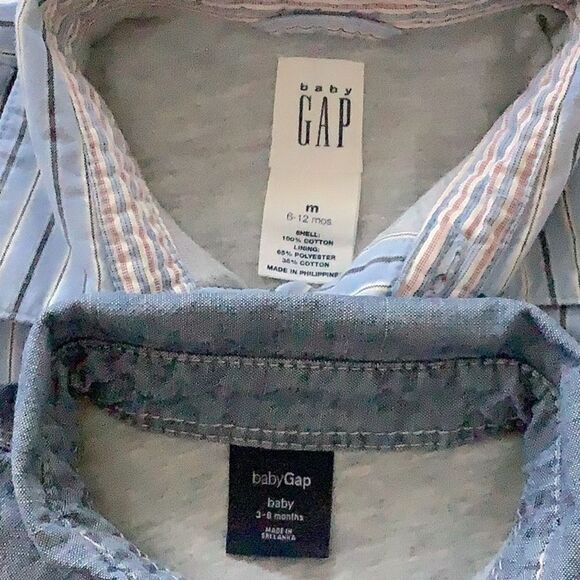 baby
GAP
m
6-12 mos
SHELL:
100% COTTON
LINING:
65% POLYESTER
35% COTTON
MADE IN PHILIPPINE
babyGap
baby
3-6 months
MADE IN
SRI LANKA